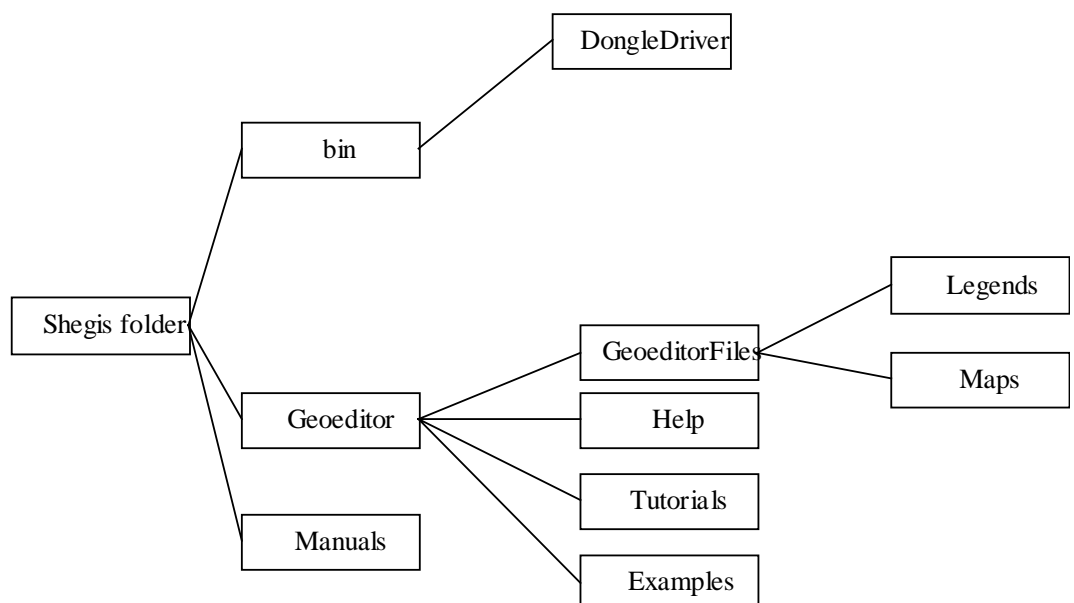 DongleDriver
bin
Legends
Shegis folder
GeoeditorFiles
Maps
Geoeditor
Help
Tutorials
Manuals
Examples